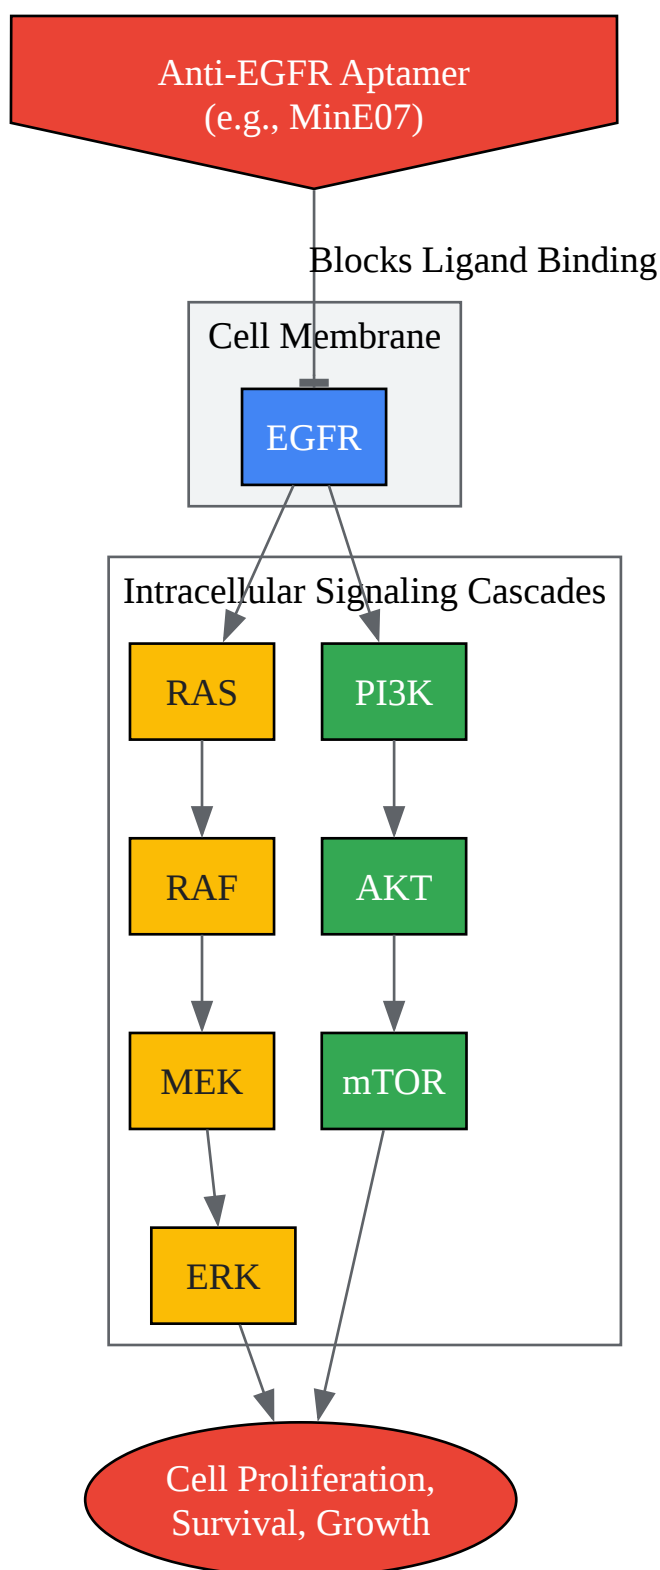 Anti-EGFR Aptamer
(e.g., MinE07)
Blocks Ligand Binding
Cell Membrane
EGFR
Intracellular Signaling Cascades
RAS
PI3K
RAF
AKT
MEK
mTOR
ERK
Cell Proliferation,
Survival, Growth